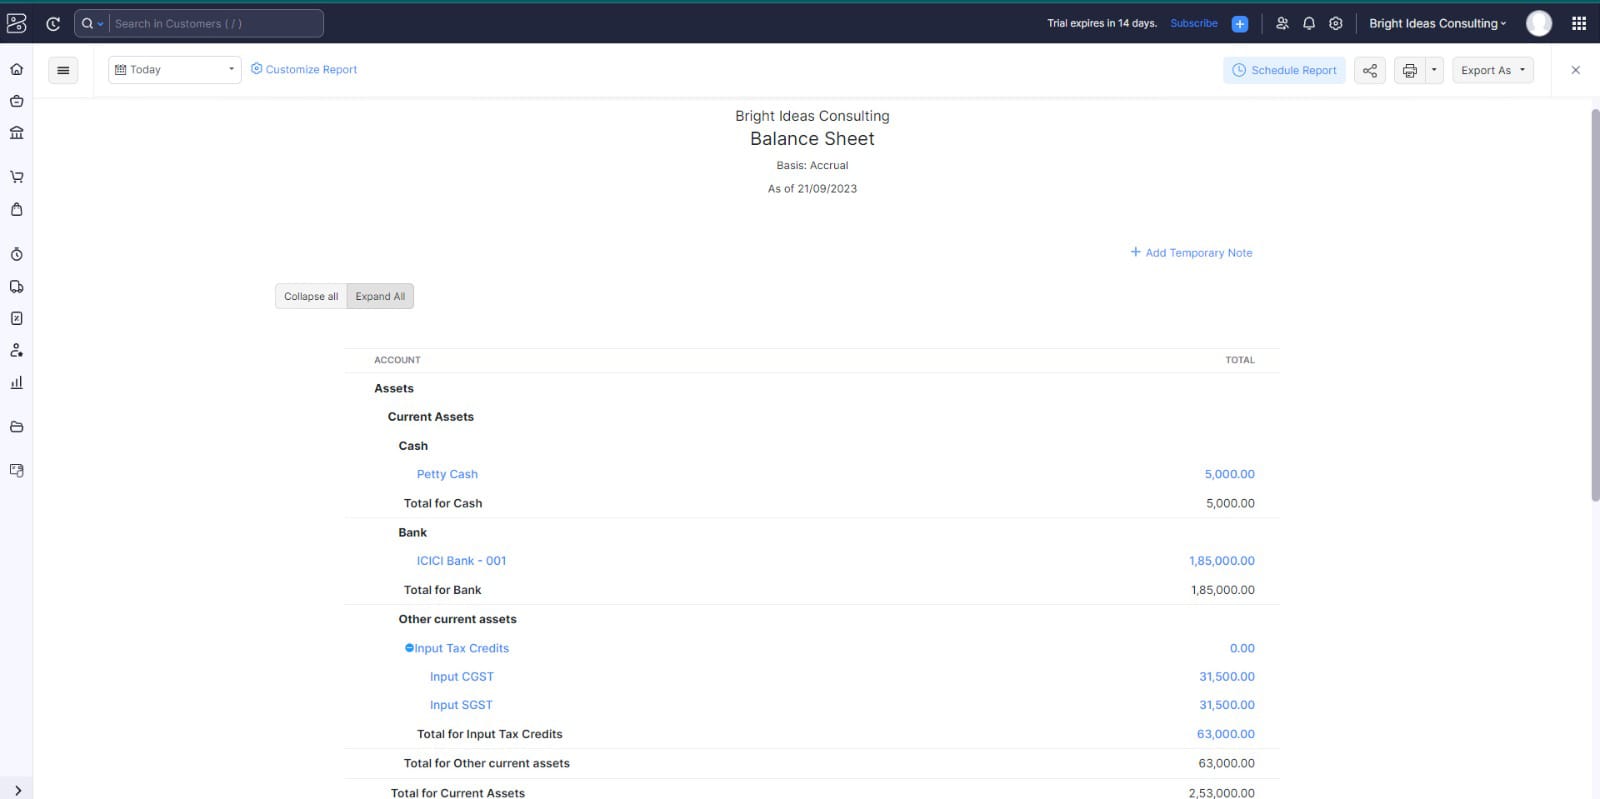 Search in Customers ( / )
Trial expires in 14 days. Subscribe
Bright Ideas Consulting
Today
Customize Report
Schedule Report
Export As
Bright Ideas Consulting
Balance Sheet
Basis: Accrual
As of 21/09/2023
+ Add Temporary Note
Collapse all Expand All
ACCOUNT TOTAL
Assets
Current Assets
Cash
Petty Cash 5,000.00
Total for Cash 5,000.00
Bank
ICICI Bank - 001 1,85,000.00
Total for Bank 1,85,000.00
Other current assets
Input Tax Credits 0.00
Input CGST 31,500.00
Input SGST 31,500.00
Total for Input Tax Credits 63,000.00
Total for Other current assets 63,000.00
Total for Current Assets 2,53,000.00